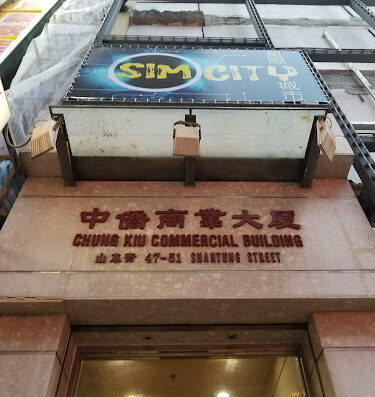 SIM CITY
城市
中僑商業大廈
CHUNG KIU COMMERCIAL BUILDING
山東街 47-51 SHANTUNG STREET